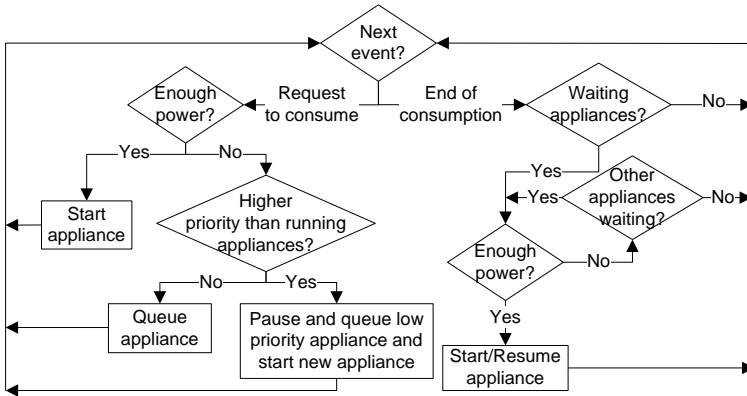 Next
event?
Enough
power?
Request
to consume
End of
consumption
Waiting
appliances?
No
Yes
No
Yes
Other
appliances
waiting?
Yes
No
Start
appliance
Higher
priority than running
appliances?
Enough
power?
No
No
Yes
Yes
Queue
appliance
Pause and queue low
priority appliance and
start new appliance
Start/Resume
appliance